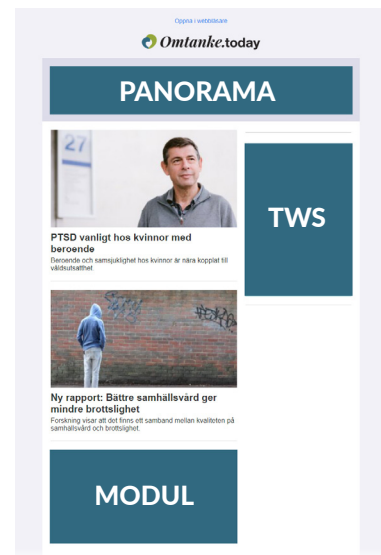 Öppna i webbläsare
Omtanke.today
PANORAMA
27
TWS
PTSD vanligt hos kvinnor med
beroende
Beroende och samsjuklighet hos kvinnor är nära kopplat till
våldsutsatthet
Ny rapport: Bättre samhällsvård ger
mindre brottslighet
Forskning visar att det finns ett samband mellan kvaliteten på
samhällsvård och brottslighet.
MODUL